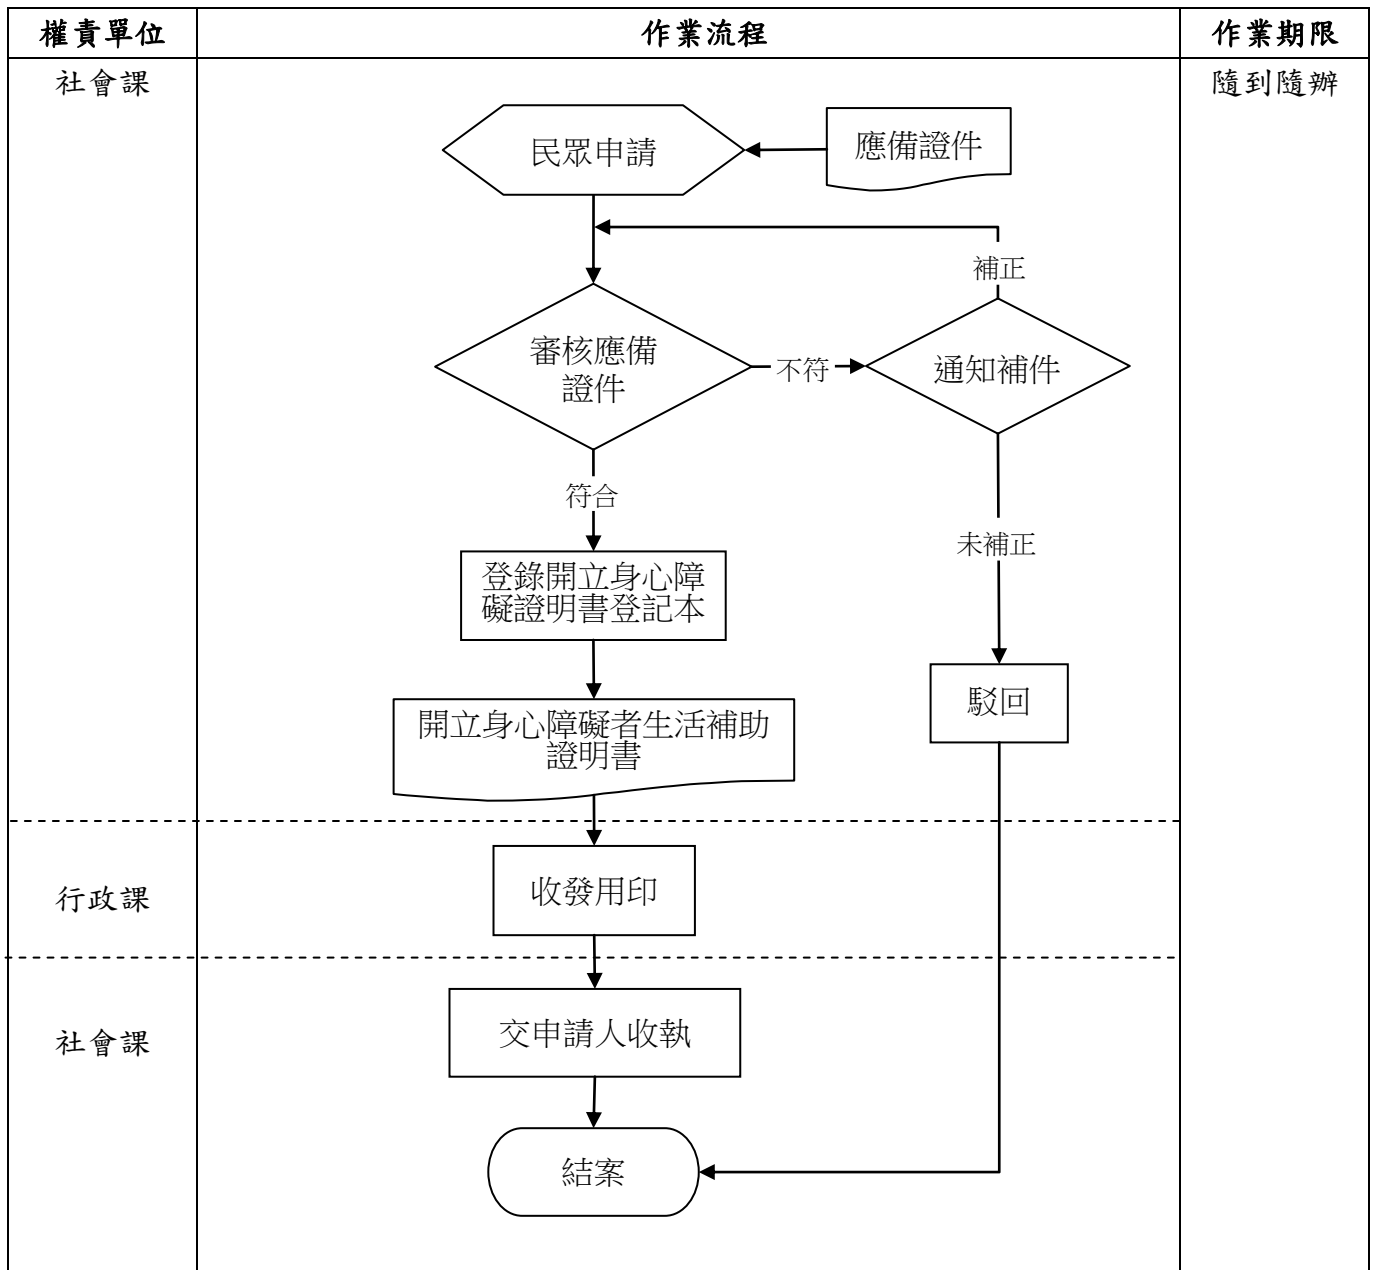 權責單位
作業流程
作業期限
社會課
隨到隨辦
民眾申請
應備證件
補正
審核應備
證件
不符
通知補件
符合
未補正
登錄開立身心障
礙證明書登記本
駁回
開立身心障礙者生活補助
證明書
行政課
收發用印
社會課
交申請人收執
結案